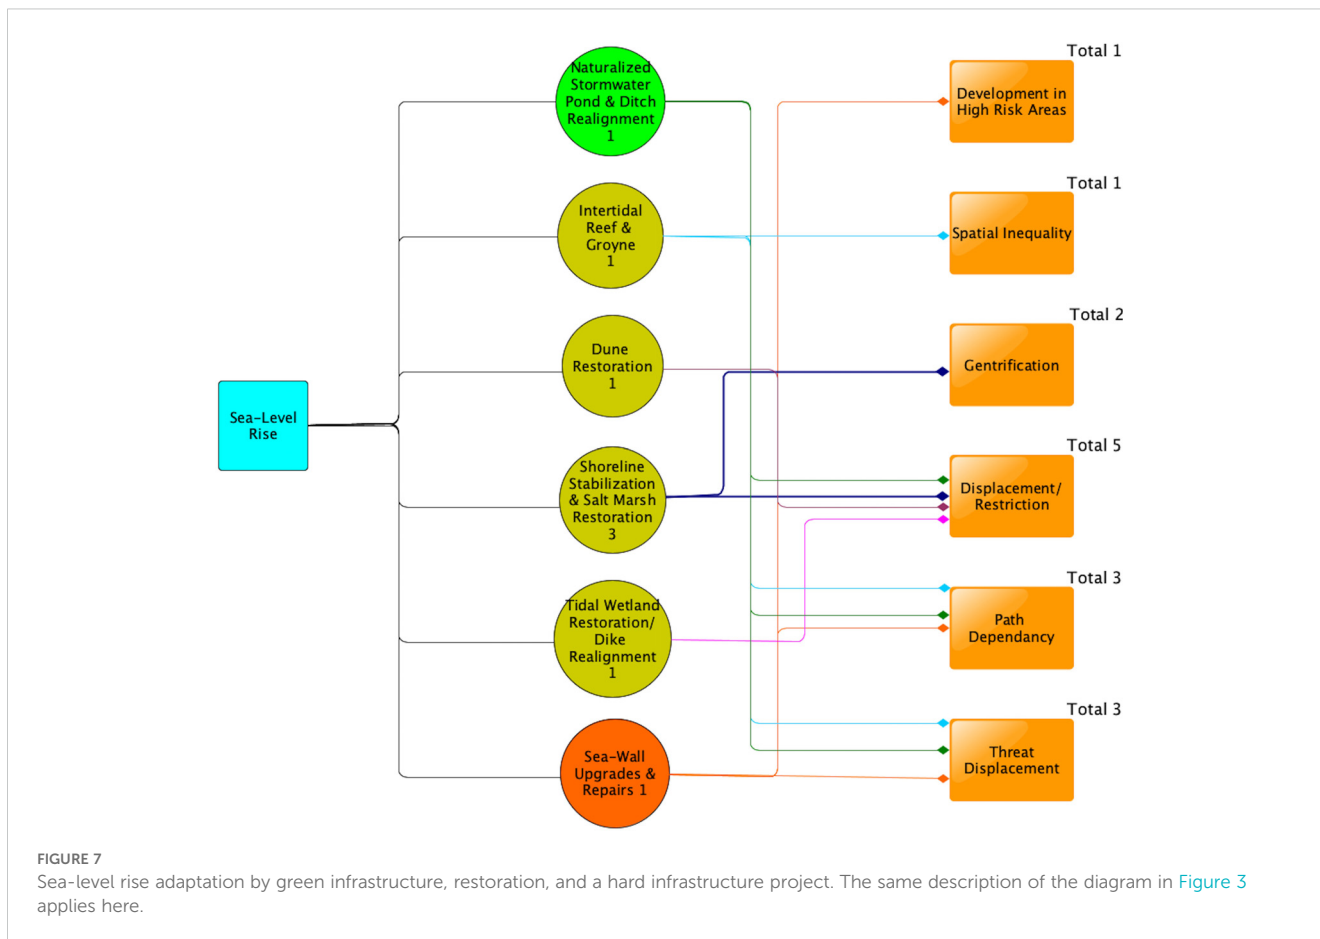 Total 1
Naturalized
Stormwater
Pond & Ditch
Realignment
1
Development in
High Risk Areas
Total 1
Intertidal
Reef &
Groyne
1
Spatial Inequality
Total 2
Dune
Restoration
1
Gentrification
Sea-Level
Rise
Total 5
Shoreline
Stabilization
& Salt Marsh
Restoration
3
Displacement/
Restriction
Total 3
Tidal Wetland
Restoration/
Dike
Realignment
1
Path
Dependancy
Total 3
Sea-Wall
Upgrades &
Repairs 1
Threat
Displacement
FIGURE 7
Sea-level rise adaptation by green infrastructure, restoration, and a hard infrastructure project. The same description of the diagram in Figure 3
applies here.